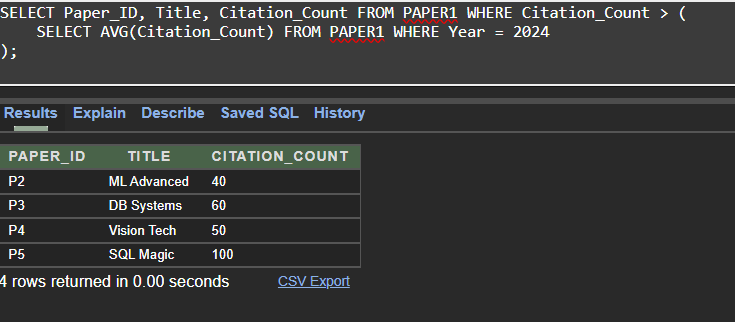 SELECT Paper_ID, Title, Citation_Count FROM PAPER1 WHERE Citation_Count > (
SELECT AVG(Citation_Count) FROM PAPER1 WHERE Year = 2024
);
Results Explain Describe Saved SQL History
PAPER_ID TITLE CITATION_COUNT
P2 ML Advanced 40
P3 DB Systems 60
P4 Vision Tech 50
P5 SQL Magic 100
4 rows returned in 0.00 seconds CSV Export